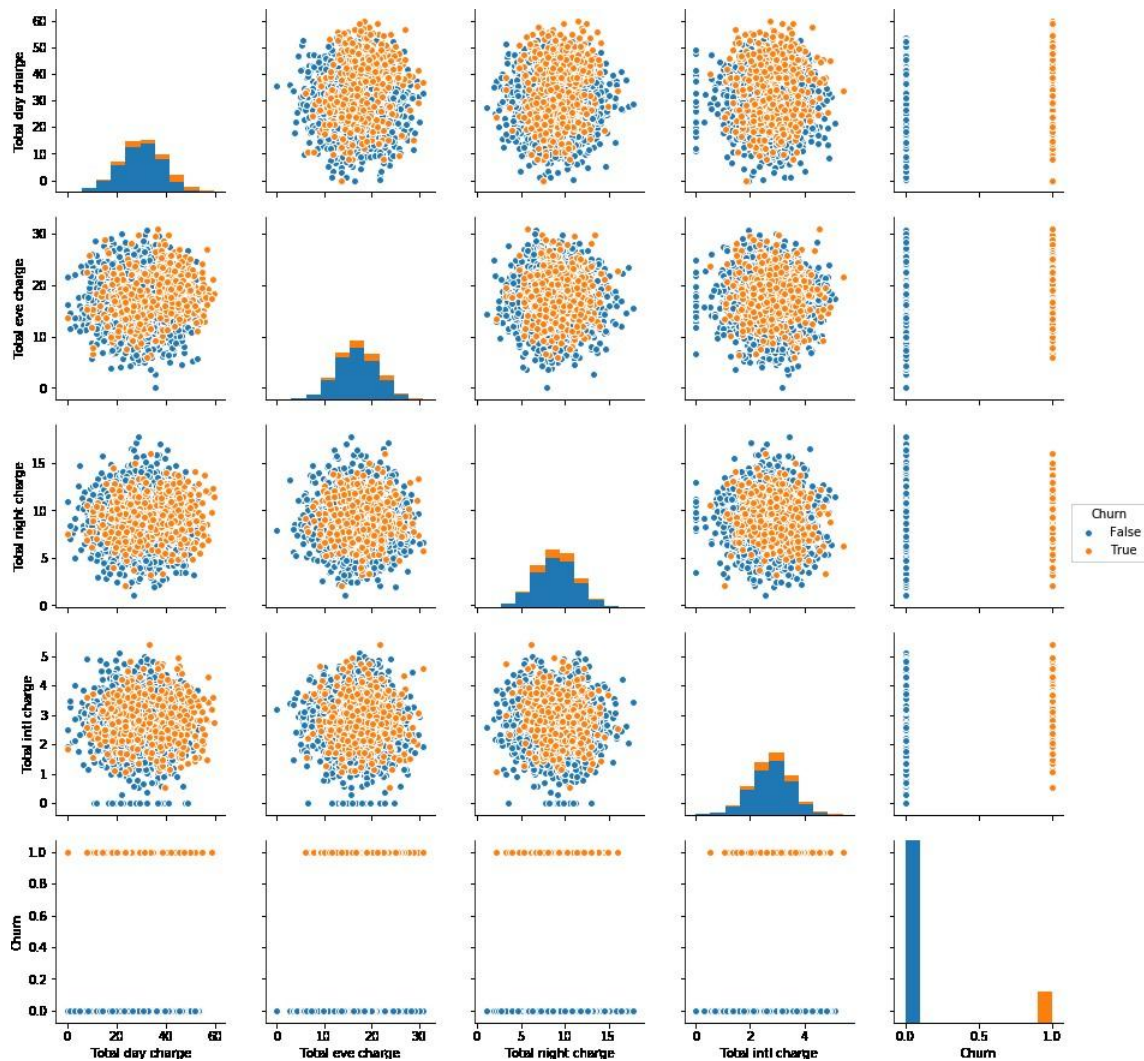 Total day charge
60
50
40
30
20
10
0
Total eve charge
30
20
10
0
Total night charge
15
10
5
0
Churn
False
True
Total intl charge
5
4
3
2
1
0
Churn
1.0
0.8
0.6
0.4
0.2
0.0
0 20 40 60
0 10 20 30
0 5 10 15
2 4
0.0 0.5 1.0
Total day charge
Total eve charge
Total night charge
Total intl charge
Churn